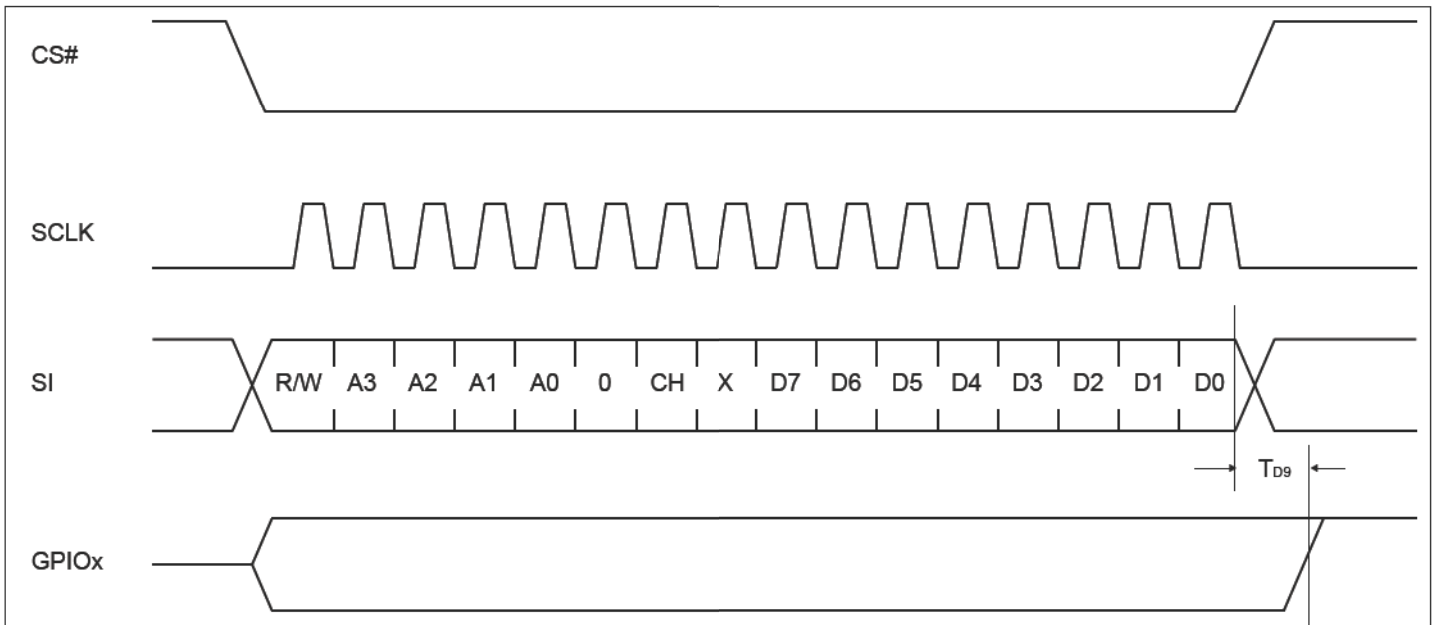 CS#
SCLK
SI R/W A3 A2 A1 A0 0 CH X D7 D6 D5 D4 D3 D2 D1 D0
TD9
GPIOx